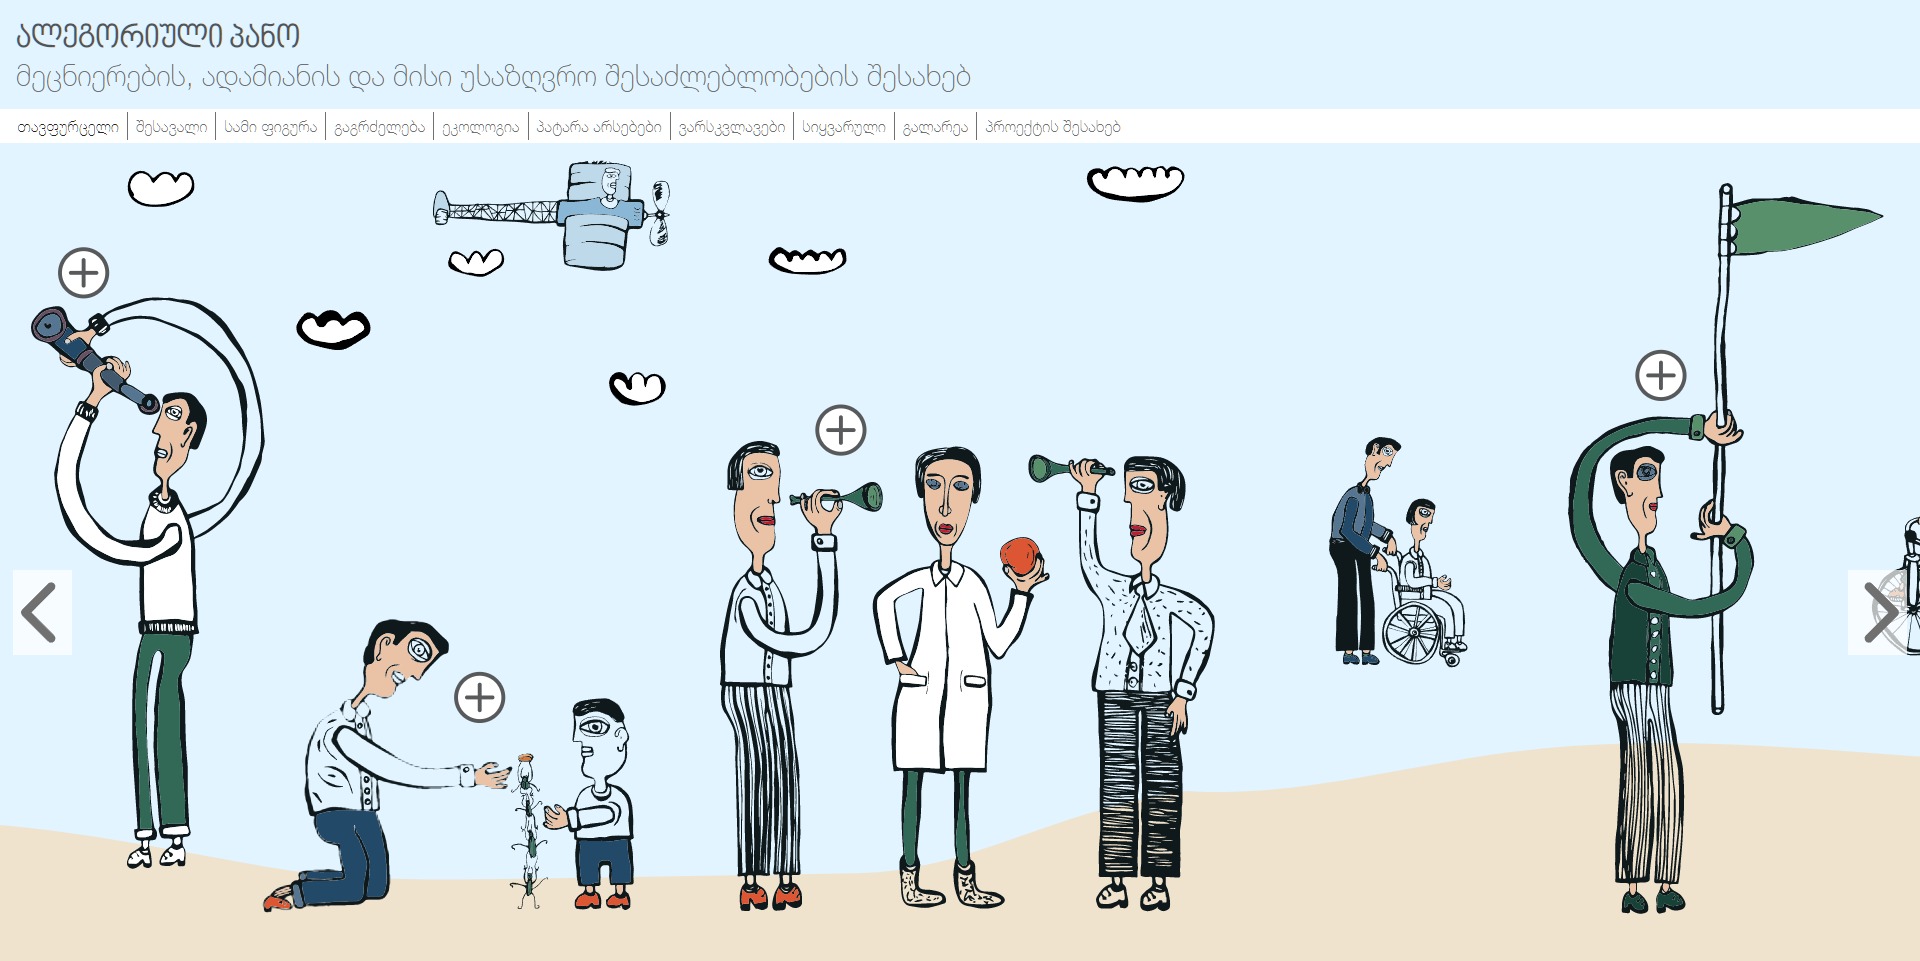 ალეგორიული პანო
მეცნიერების, ადამიანის და მისი უსაზღვრო შესაძლებლობების შესახებ
თავფურცელი შესავალი სამი ფიგურა გაგრძელება ეკოლოგია პატარა არსებები ვარსკვლავები სიყვარული გალარეა პროექტის შესახებ